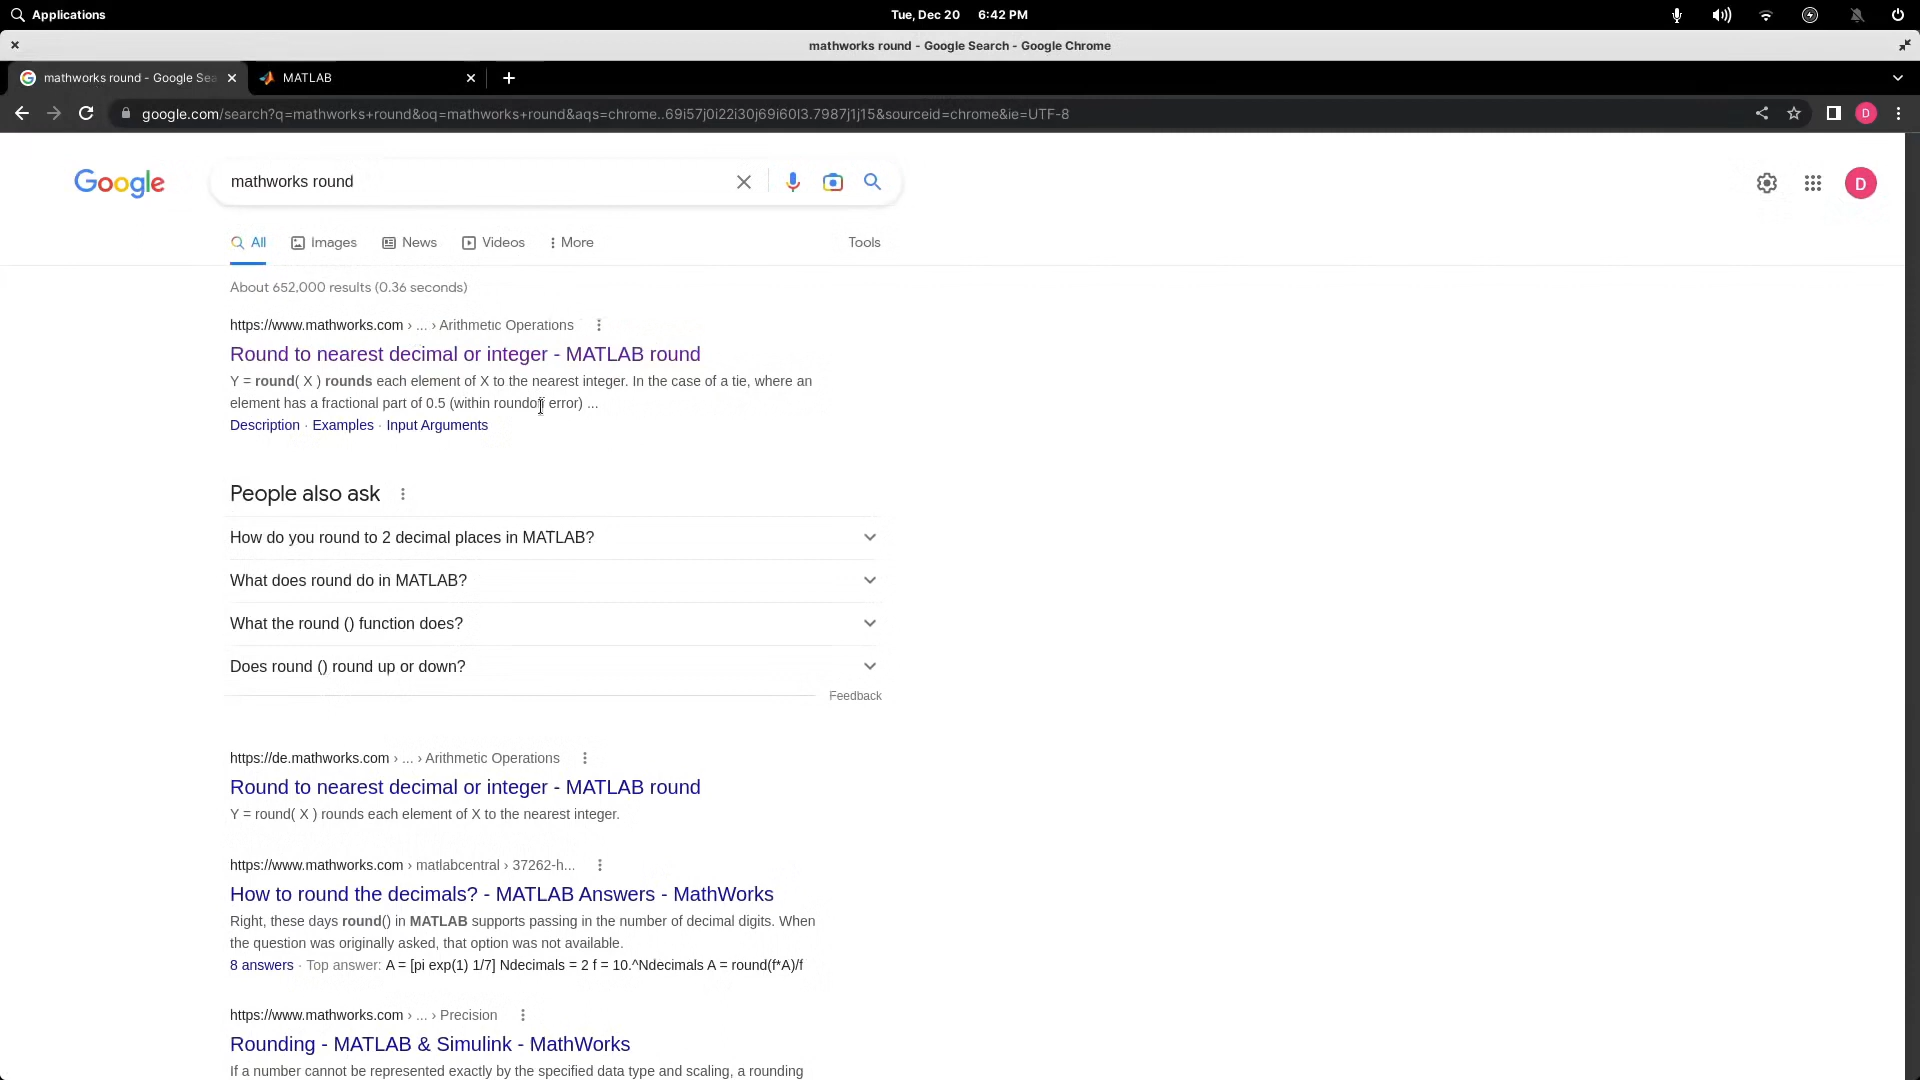 Applications
Tue, Dec 20 6:42 PM
mathworks round - Google Search - Google Chrome
mathworks round - Google Sea
MATLAB
google.com/search?q=mathworks+round&oq=mathworks+round&aqs=chrome..69i57j0i22i30j69i60l3.7987j1j15&sourceid=chrome&ie=UTF-8
D
Google
mathworks round
D
All Images News Videos More Tools
About 652,000 results (0.36 seconds)
https://www.mathworks.com › ... › Arithmetic Operations
Round to nearest decimal or integer - MATLAB round
Y = round( X ) rounds each element of X to the nearest integer. In the case of a tie, where an
element has a fractional part of 0.5 (within roundoff error) ...
Description · Examples · Input Arguments
People also ask
How do you round to 2 decimal places in MATLAB?
What does round do in MATLAB?
What the round () function does?
Does round () round up or down?
Feedback
https://de.mathworks.com › ... › Arithmetic Operations
Round to nearest decimal or integer - MATLAB round
Y = round( X ) rounds each element of X to the nearest integer.
https://www.mathworks.com › matlabcentral › 37262-h...
How to round the decimals? - MATLAB Answers - MathWorks
Right, these days round() in MATLAB supports passing in the number of decimal digits. When
the question was originally asked, that option was not available.
8 answers · Top answer: A = [pi exp(1) 1/7] Ndecimals = 2 f = 10.^Ndecimals A = round(f*A)/f
https://www.mathworks.com › ... › Precision
Rounding - MATLAB & Simulink - MathWorks
If a number cannot be represented exactly by the specified data type and scaling, a rounding